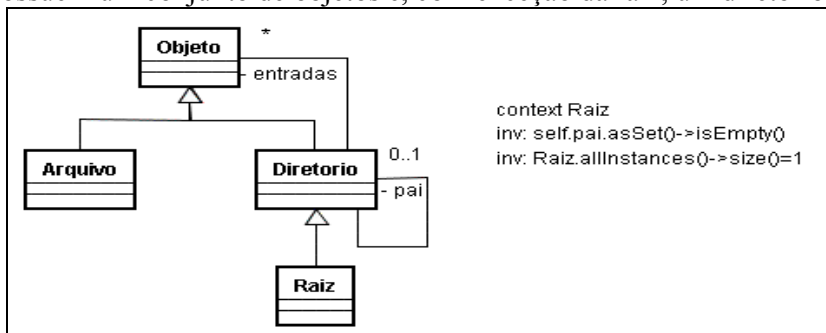 Objeto
*
- entradas
Arquivo
Diretorio
0..1
- pai
Raiz
context Raiz
inv: self.pai.asSet()->isEmpty()
inv: Raiz.allInstances()->size()=1